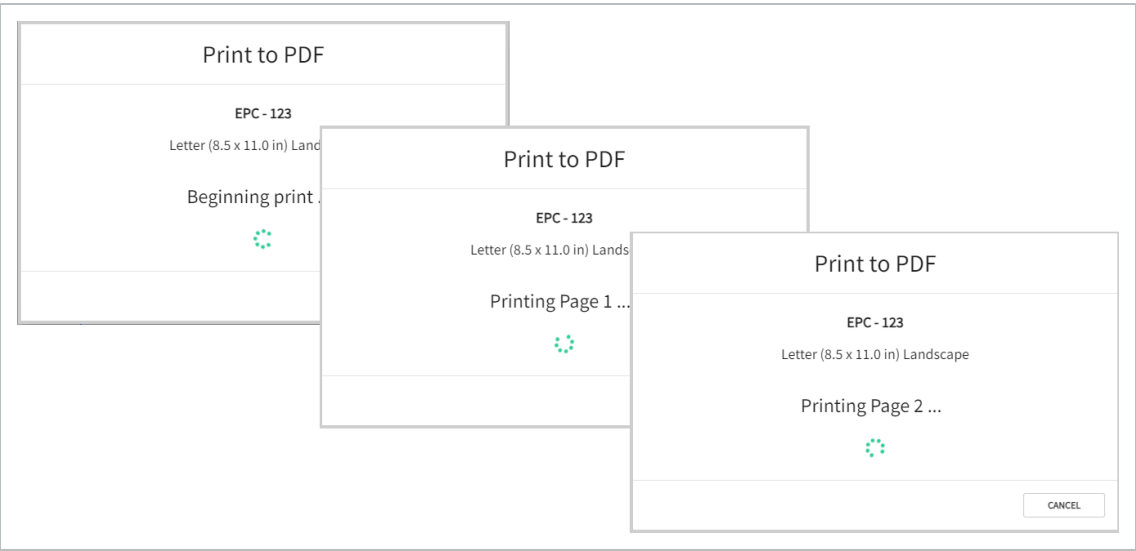 Print to PDF
EPC - 123
Letter (8.5 x 11.0 in) Land
Beginning print .
Print to PDF
EPC - 123
Letter (8.5 x 11.0 in) Lands
Printing Page 1 ...
Print to PDF
EPC - 123
Letter (8.5 x 11.0 in) Landscape
Printing Page 2 ...
CANCEL